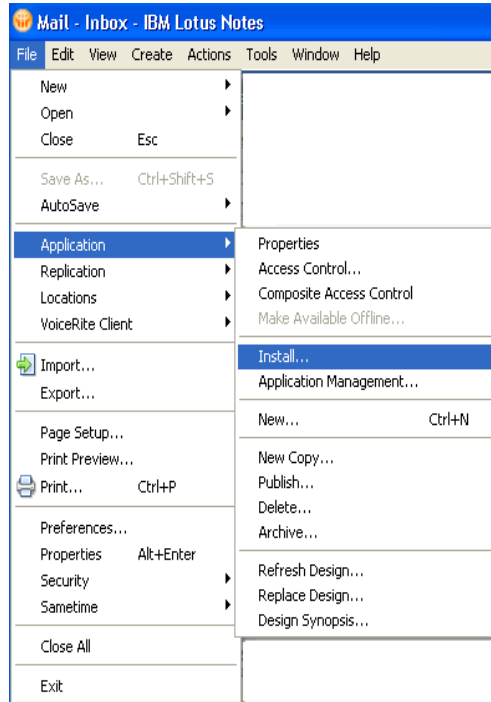 Mail - Inbox - IBM Lotus Notes
File Edit View Create Actions Tools Window Help
New
Open
Close Esc
Save As... Ctrl+Shift+S
AutoSave
Application
Replication
Locations
VoiceRite Client
Import...
Export...
Page Setup...
Print Preview...
Print... Ctrl+P
Preferences...
Properties Alt+Enter
Security
Sametime
Close All
Exit
Properties
Access Control...
Composite Access Control
Make Available Offline...
Install...
Application Management...
New... Ctrl+N
New Copy...
Publish...
Delete...
Archive...
Refresh Design...
Replace Design...
Design Synopsis...